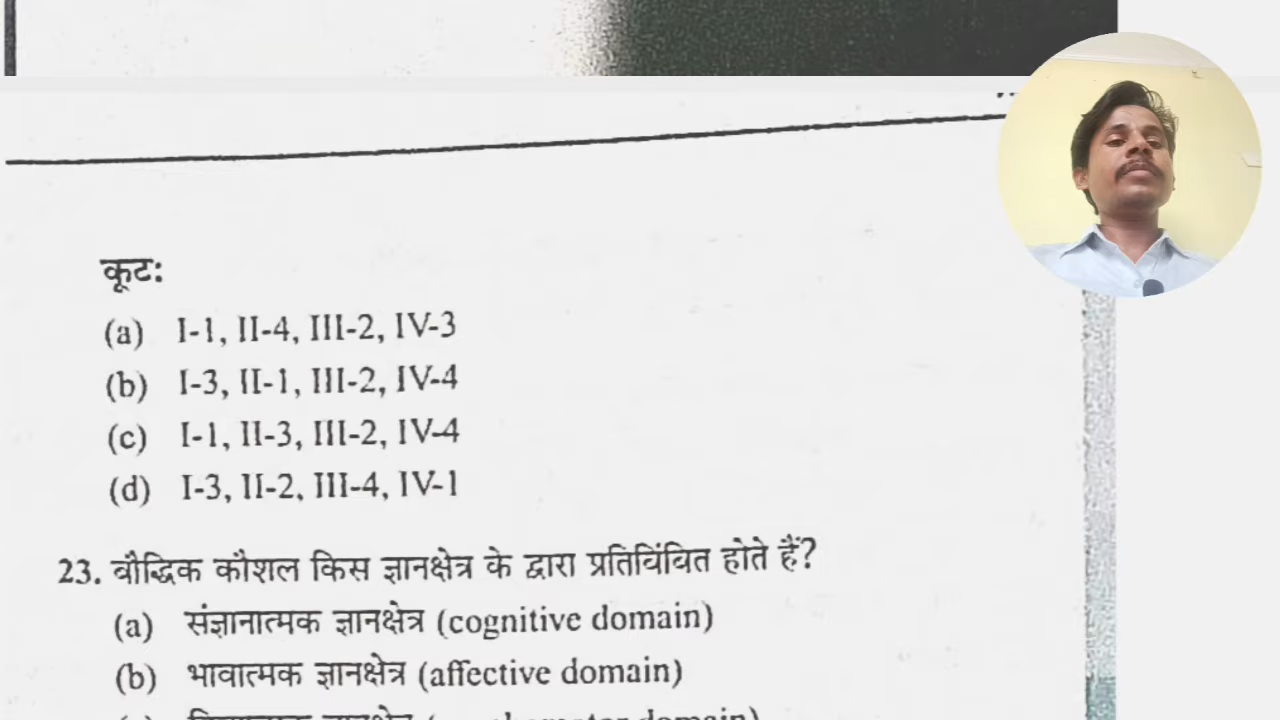 कूट:
(a) I-1, II-4, III-2, IV-3
(b) I-3, II-1, III-2, IV-4
(c) I-1, II-3, III-2, IV-4
(d) I-3, II-2, III-4, IV-1
23. बौद्धिक कौशल किस ज्ञानक्षेत्र के द्वारा प्रतिविंवित होते हैं?
(a) संज्ञानात्मक ज्ञानक्षेत्र (cognitive domain)
(b) भावात्मक ज्ञानक्षेत्र (affective domain)
domain)